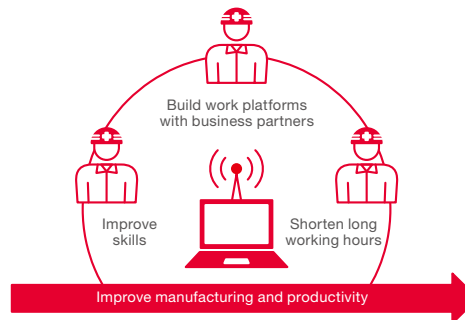 Build work platforms
with business partners
Improve
skills
Shorten long
working hours
Improve manufacturing and productivity